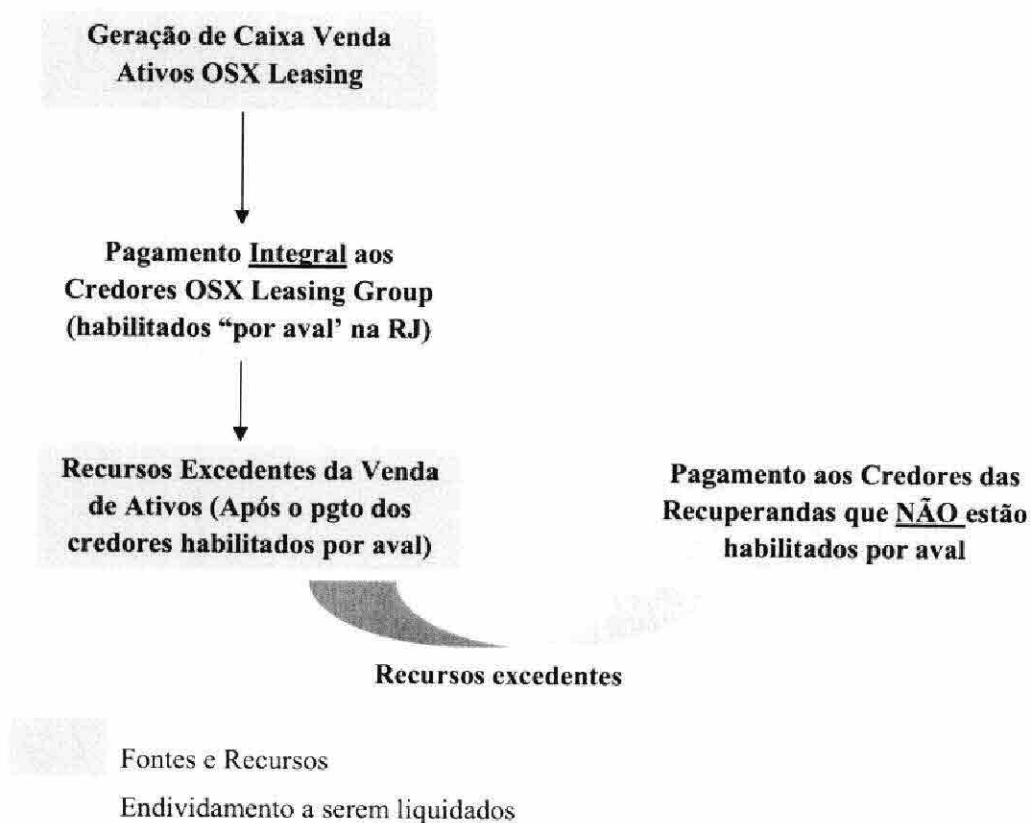 Geração de Caixa Venda
Ativos OSX Leasing
Pagamento Integral aos
Credores OSX Leasing Group
(habilitados “por aval’ na RJ)
Recursos Excedentes da Venda
de Ativos (Após o pgto dos
credores habilitados por aval)
Pagamento aos Credores das
Recuperandas que NÃO estão
habilitados por aval
Recursos excedentes
Fontes e Recursos
Endividamento a serem liquidados